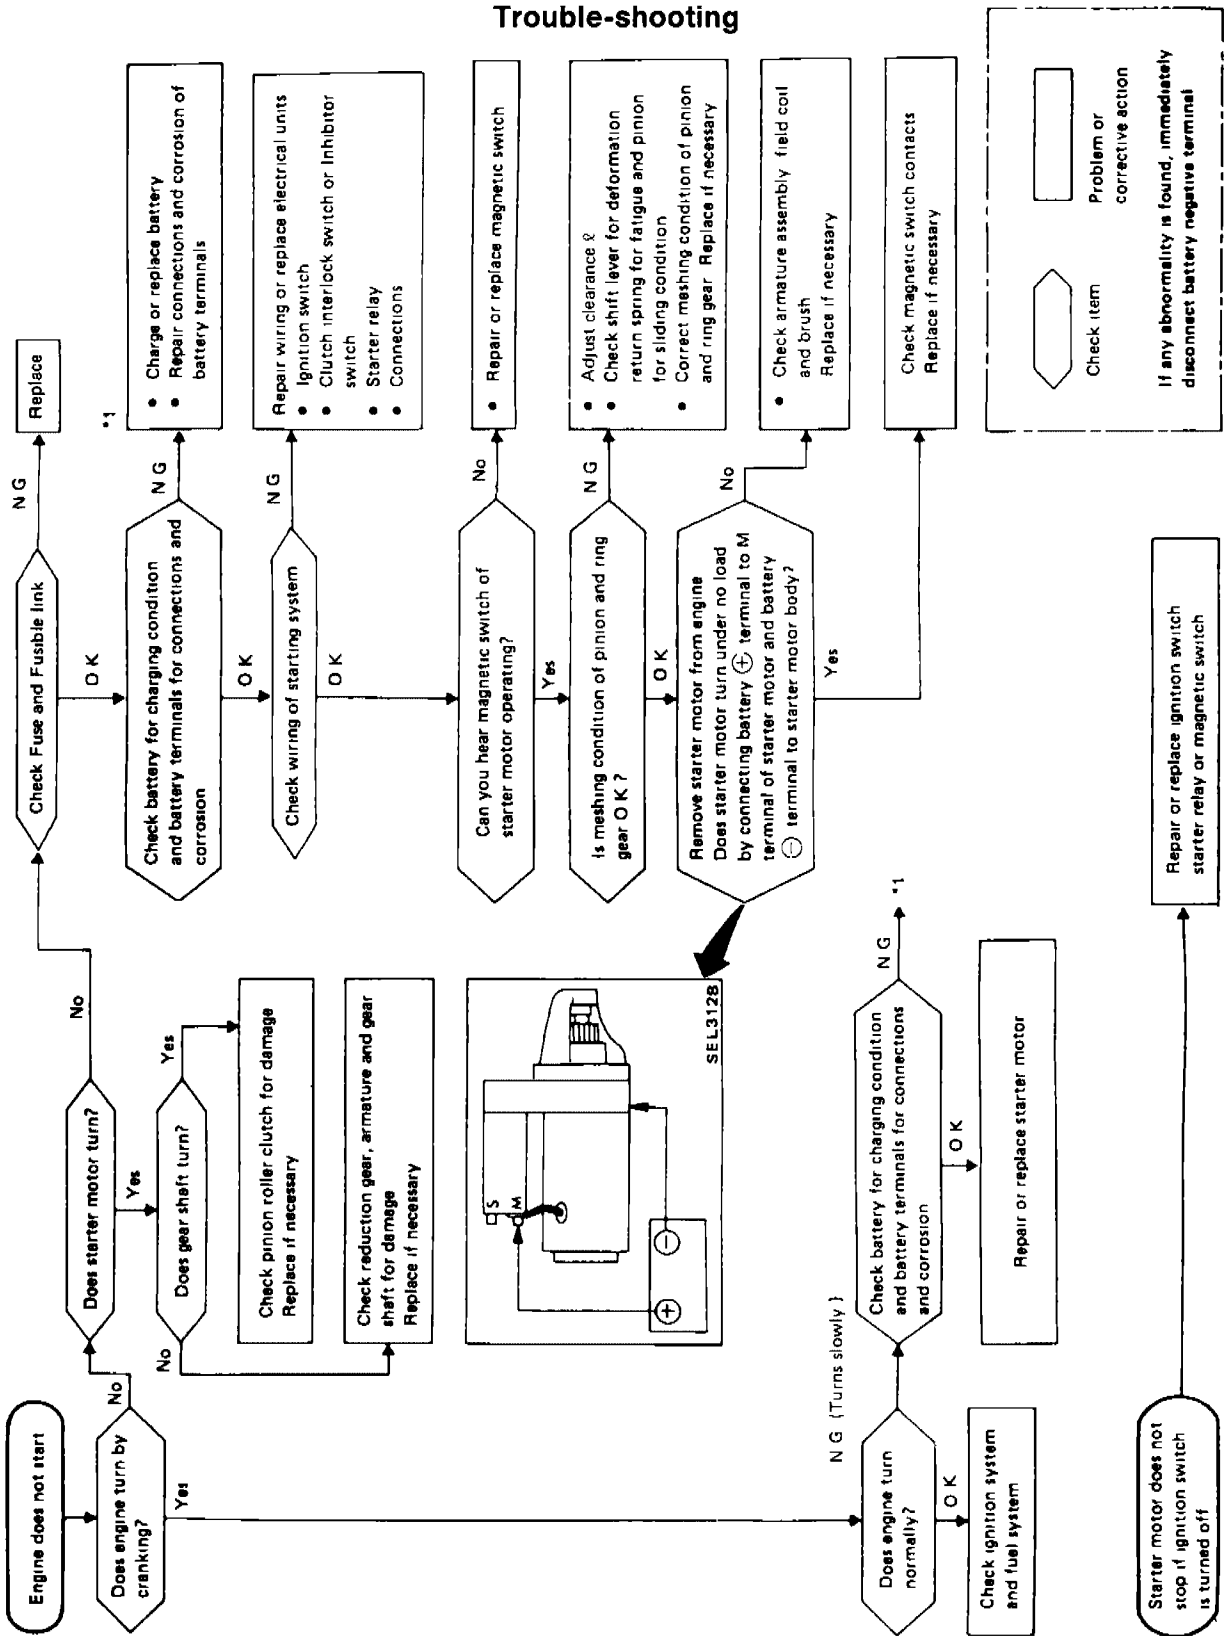 Trouble-shooting
Engine does not start
Does engine turn by
cranking?
No
Yes
Does starter motor turn?
No
Yes
Does gear shaft turn?
Yes
No
Check pinion roller clutch for damage
Replace if necessary
Check reduction gear, armature and gear
shaft for damage
Replace if necessary
Check Fuse and Fusible link
N G
Replace
O K
Check battery for charging condition
and battery terminals for connections and
corrosion
N G
*1
• Charge or replace battery
• Repair connections and corrosion of
battery terminals
O K
Check wiring of starting system
N G
Repair wiring or replace electrical units
• Ignition switch
• Clutch interlock switch or Inhibitor
switch
• Starter relay
• Connections
O K
Can you hear magnetic switch of
starter motor operating?
No
• Repair or replace magnetic switch
Yes
Is meshing condition of pinion and ring
gear O K ?
N G
• Adjust clearance ℓ
• Check shift lever for deformation
return spring for fatigue and pinion
for sliding condition
• Correct meshing condition of pinion
and ring gear Replace if necessary
O K
Remove starter motor from engine
Does starter motor turn under no load
by connecting battery ⊕ terminal to M
terminal of starter motor and battery
⊖ terminal to starter motor body?
No
• Check armature assembly field coil
and brush
Replace if necessary
Yes
Check magnetic switch contacts
Replace if necessary
S
M
⊕
⊖
SEL312B
Does engine turn
normally?
N G (Turns slowly)
O K
Check ignition system
and fuel system
Check battery for charging condition
and battery terminals for connections
and corrosion
N G
*1
O K
Repair or replace starter motor
Starter motor does not
stop if ignition switch
is turned off
Repair or replace ignition switch
starter relay or magnetic switch
Check item
Problem or
corrective action
If any abnormality is found, immediately
disconnect battery negative terminal